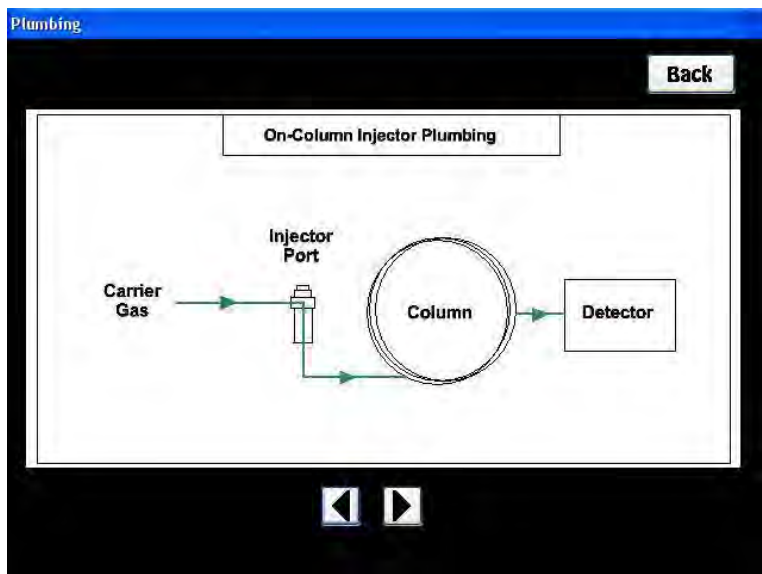 Plumbing
Back
On-Column Injector Plumbing
Injector
Port
Carrier
Gas
Column
Detector